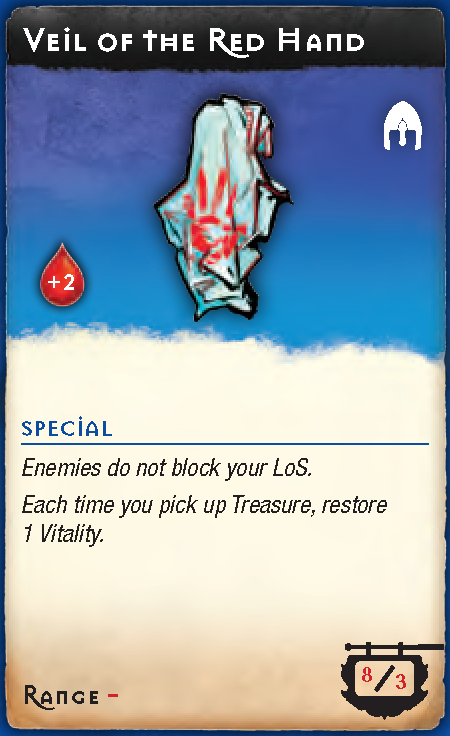 Veil of the Red Hand
+2
Special
Enemies do not block your LoS.
Each time you pick up Treasure, restore
1 Vitality.
Range -
8/3